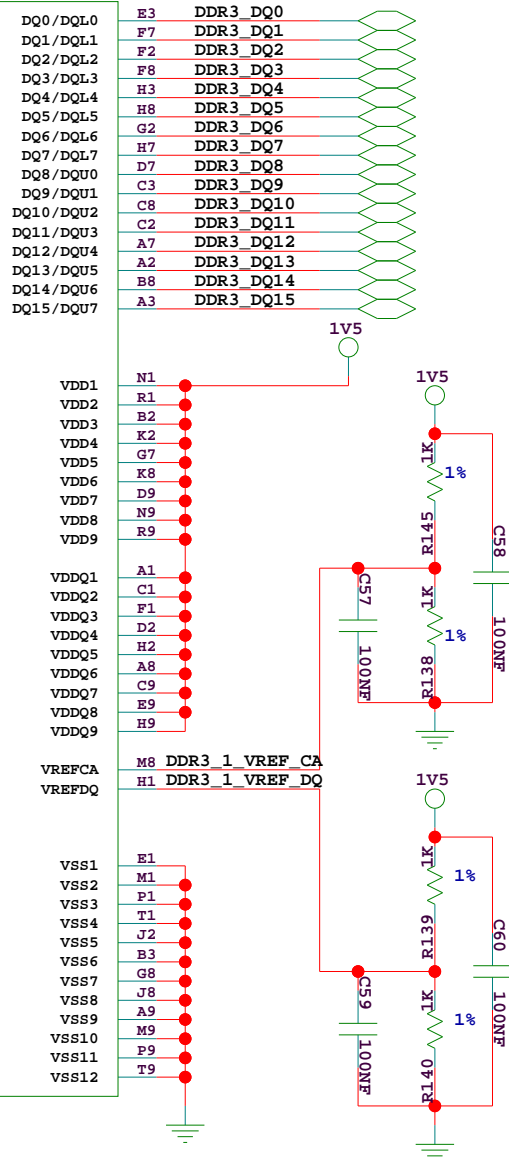 DQ0/DQL0 E3 DDR3_DQ0
DQ1/DQL1 F7 DDR3_DQ1
DQ2/DQL2 F2 DDR3_DQ2
DQ3/DQL3 F8 DDR3_DQ3
DQ4/DQL4 H3 DDR3_DQ4
DQ5/DQL5 H8 DDR3_DQ5
DQ6/DQL6 G2 DDR3_DQ6
DQ7/DQL7 H7 DDR3_DQ7
DQ8/DQU0 D7 DDR3_DQ8
DQ9/DQU1 C3 DDR3_DQ9
DQ10/DQU2 C8 DDR3_DQ10
DQ11/DQU3 C2 DDR3_DQ11
DQ12/DQU4 A7 DDR3_DQ12
DQ13/DQU5 A2 DDR3_DQ13
DQ14/DQU6 B8 DDR3_DQ14
DQ15/DQU7 A3 DDR3_DQ15
1V5
VDD1 N1
VDD2 R1
VDD3 B2
VDD4 K2
VDD5 G7
VDD6 K8
VDD7 D9
VDD8 N9
VDD9 R9
VDDQ1 A1
VDDQ2 C1
VDDQ3 F1
VDDQ4 D2
VDDQ5 H2
VDDQ6 A8
VDDQ7 C9
VDDQ8 E9
VDDQ9 H9
1V5
1K
1%
R145
C58
100NF
C57
100NF
1K
1%
R138
VREFCA M8 DDR3_1_VREF_CA
VREFDQ H1 DDR3_1_VREF_DQ
1V5
1K
1%
R139
C60
100NF
C59
100NF
1K
1%
R140
VSS1 E1
VSS2 M1
VSS3 P1
VSS4 T1
VSS5 J2
VSS6 B3
VSS7 G8
VSS8 J8
VSS9 A9
VSS10 M9
VSS11 P9
VSS12 T9